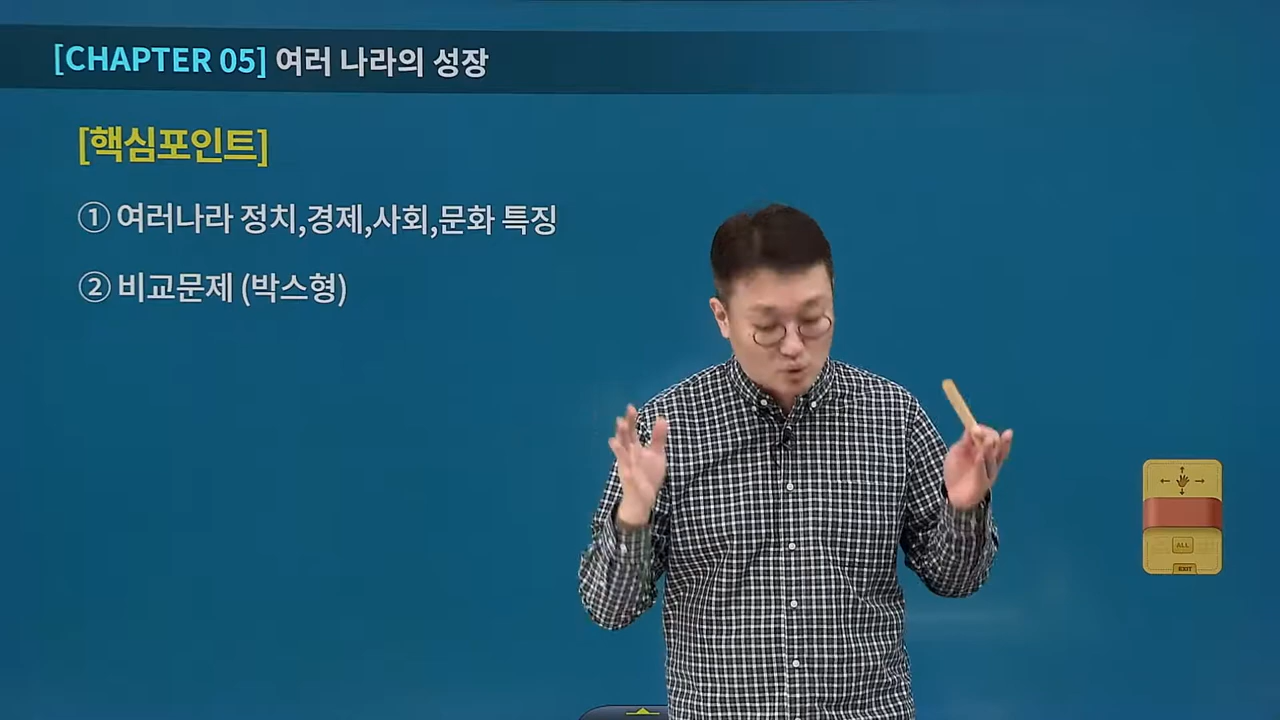 [CHAPTER 05] 여러 나라의 성장
[핵심포인트]
① 여러나라 정치,경제,사회,문화 특징
② 비교문제 (박스형)
ALL
EXIT